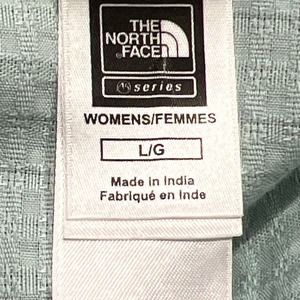 THE
NORTH
FACE
series
WOMENS/FEMMES
L/G
Made in India
Fabriqué en Inde